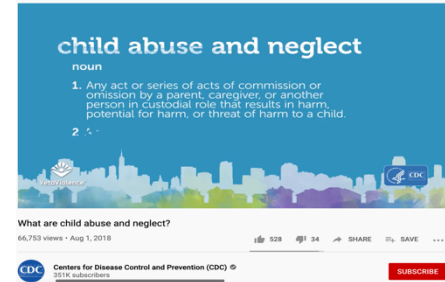 child abuse and neglect
noun
1. Any act or series of acts of commission or
omission by a parent, caregiver, or another
person in custodial role that results in harm,
potential for harm, or threat of harm to a child.
2
VetoViolence
CDC
What are child abuse and neglect?
66,753 views • Aug 1, 2018
528
34
SHARE
SAVE
CDC
Centers for Disease Control and Prevention (CDC)
351K subscribers
SUBSCRIBE